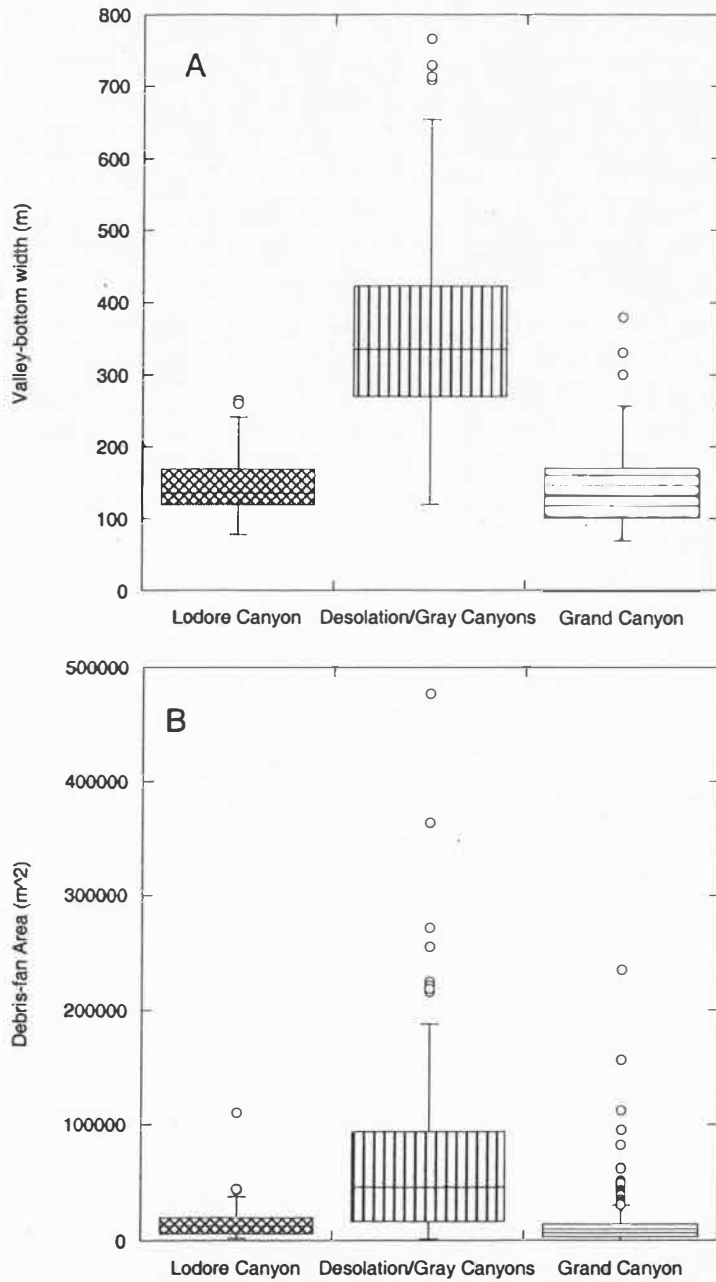 A
800
700
600
500
400
300
200
100
0
Valley-bottom width (m)
Lodore Canyon Desolation/Gray Canyons Grand Canyon
B
500000
400000
300000
200000
100000
0
Debris-fan Area (m^2)
Lodore Canyon Desolation/Gray Canyons Grand Canyon